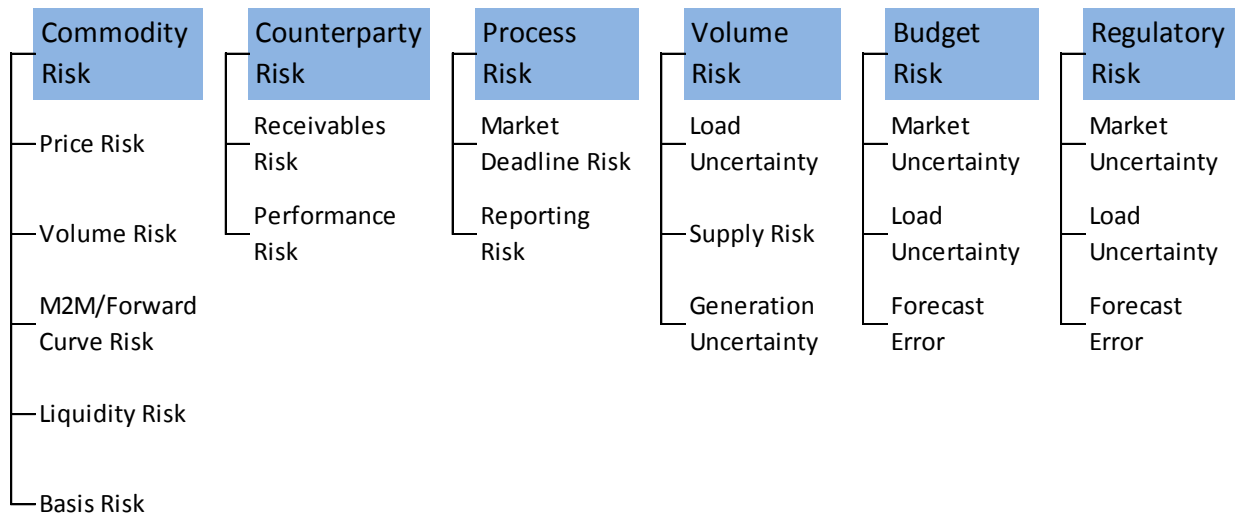 Commodity
Risk
Price Risk
Volume Risk
M2M/Forward
Curve Risk
Liquidity Risk
Basis Risk
Counterparty
Risk
Receivables
Risk
Performance
Risk
Process
Risk
Market
Deadline Risk
Reporting
Risk
Volume
Risk
Load
Uncertainty
Supply Risk
Generation
Uncertainty
Budget
Risk
Market
Uncertainty
Load
Uncertainty
Forecast
Error
Regulatory
Risk
Market
Uncertainty
Load
Uncertainty
Forecast
Error